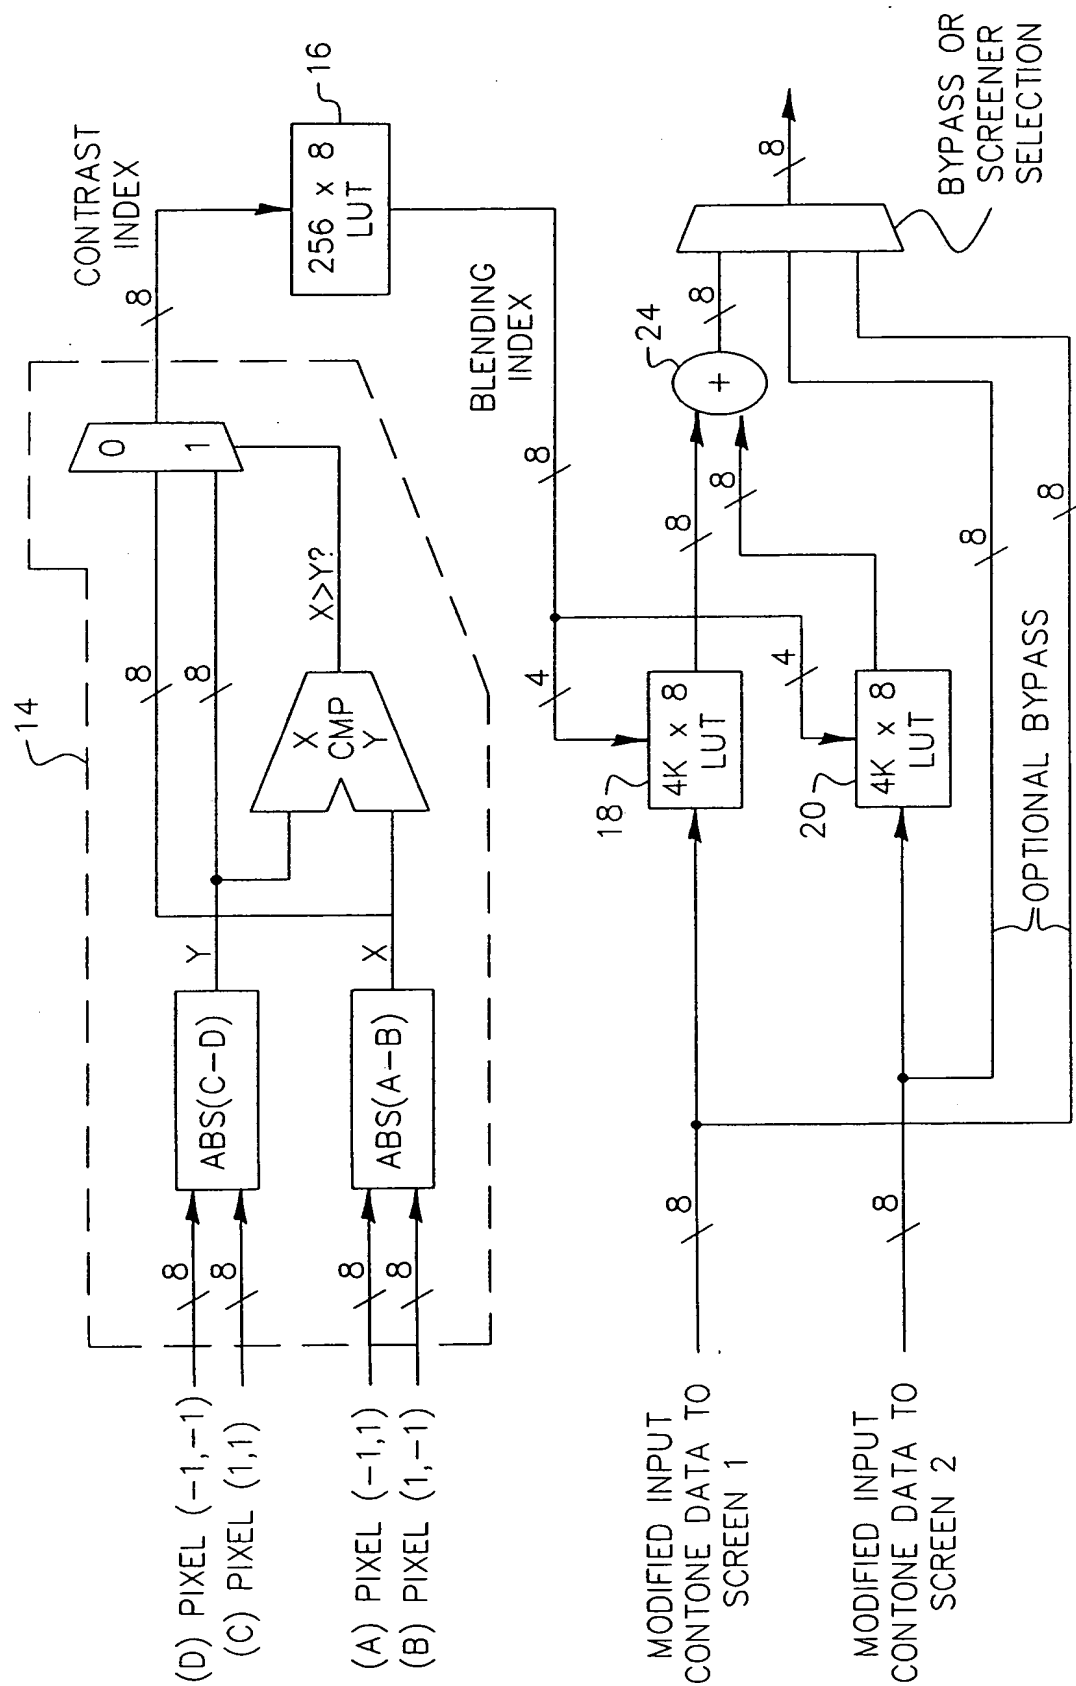 14
(D) PIXEL (-1,-1)
(C) PIXEL (1,1)
(A) PIXEL (-1,1)
(B) PIXEL (1,-1)
8
8
8
8
ABS(C-D)
ABS(A-B)
Y
X
X
CMP
Y
X>Y?
8
8
0
1
8
CONTRAST
INDEX
256 x 8
LUT
16
BLENDING
INDEX
8
4
4
MODIFIED INPUT
CONTONE DATA TO
SCREEN 1
MODIFIED INPUT
CONTONE DATA TO
SCREEN 2
8
8
18
4K x 8
LUT
20
4K x 8
LUT
8
8
24
+
8
8
8
OPTIONAL BYPASS
8
BYPASS OR
SCREENER
SELECTION